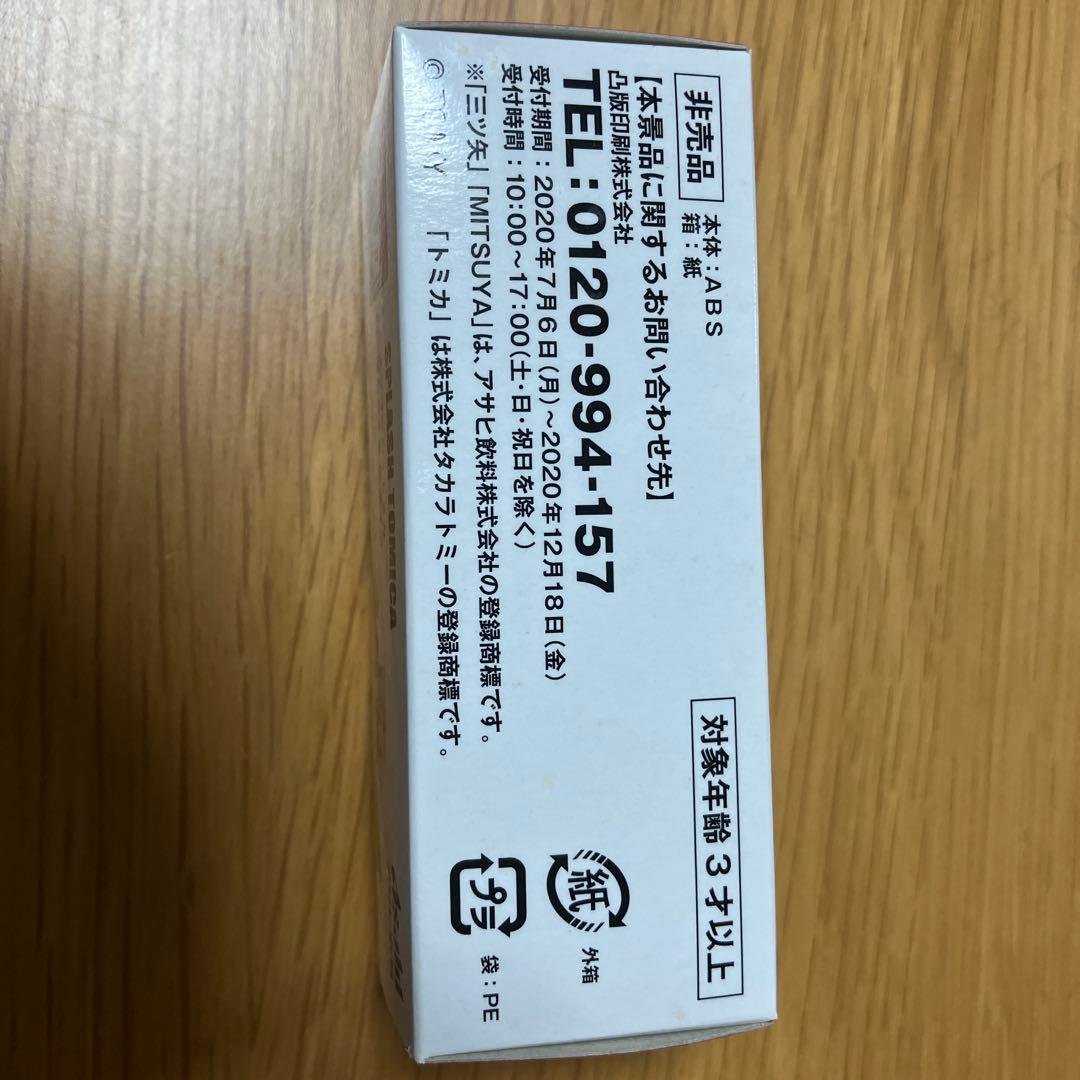 非売品
本体：ABS
箱：紙
対象年齢3才以上
【本景品に関するお問い合わせ先】
凸版印刷株式会社
TEL：0120-994-157
受付期間：2020年7月6日（月）～2020年12月18日（金）
受付時間：10:00～17:00（土・日・祝日を除く）
※「三ツ矢」「MITSUYA」は、アサヒ飲料株式会社の登録商標です。
「トミカ」は株式会社タカラトミーの登録商標です。
紙
外箱
プラ
袋：PE
SPLASH TOMICA